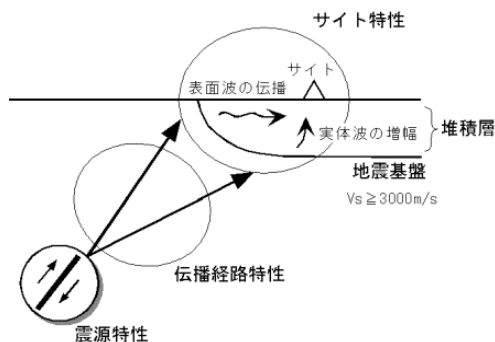 サイト特性
サイト
表面波の伝播
実体波の増幅
堆積層
地震基盤
Vs≧3000m/s
伝播経路特性
震源特性